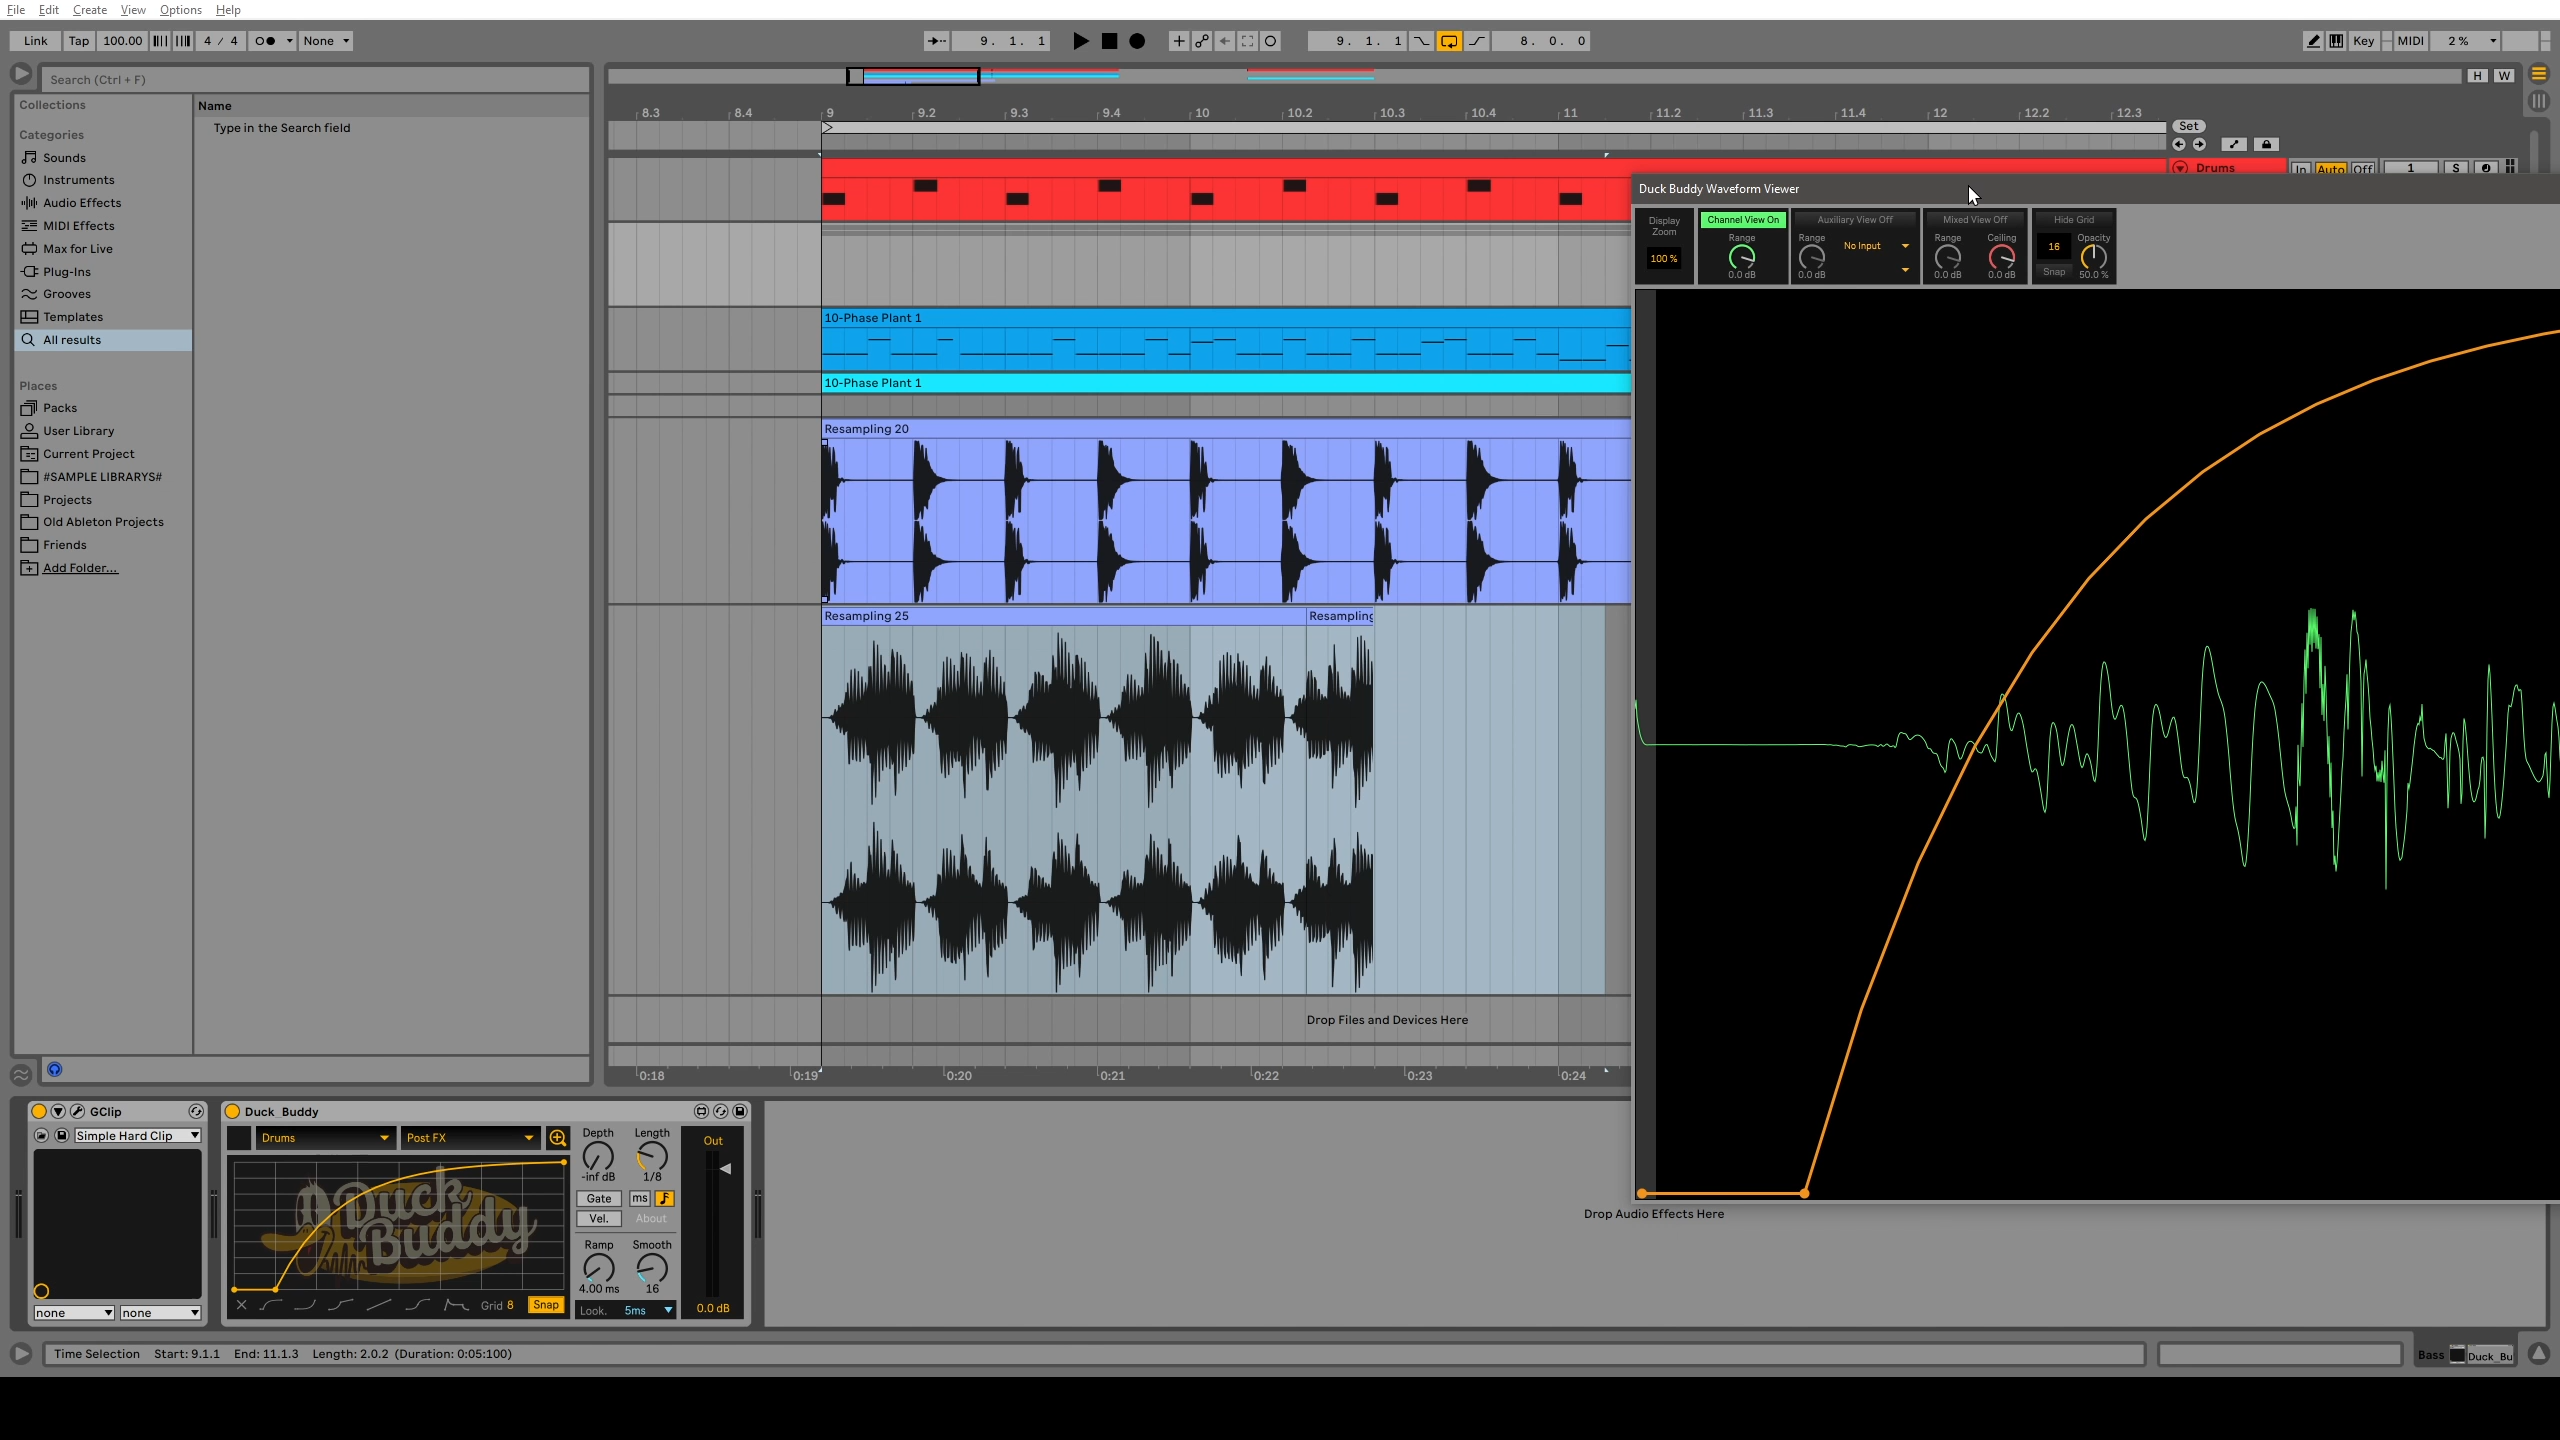 File Edit Create View Options Help
Link Tap 100.00 4 / 4 None 9. 1. 1 9. 1. 1 8. 0. 0 Key MIDI 2 %
Search (Ctrl + F)
H W
Collections
Name
Type in the Search field
Categories
Sounds
Instruments
Audio Effects
MIDI Effects
Max for Live
Plug-Ins
Grooves
Templates
All results
Places
Packs
User Library
Current Project
#SAMPLE LIBRARYS#
Projects
Old Ableton Projects
Friends
Add Folder...
8.3 8.4 9 9.2 9.3 9.4 10 10.2 10.3 10.4 11 11.2 11.3 11.4 12 12.2 12.3
Set
Drums In Auto Off 1 S
10-Phase Plant 1
10-Phase Plant 1
Resampling 20
Resampling 25 Resampling
Drop Files and Devices Here
0:18 0:19 0:20 0:21 0:22 0:23 0:24
Duck Buddy Waveform Viewer
Display Zoom 100 %
Channel View On
Range
0.0 dB
Auxiliary View Off
Range No Input
0.0 dB
Mixed View Off
Range Ceiling
0.0 dB 0.0 dB
Hide Grid
16 Opacity
Snap 50.0 %
GClip
Simple Hard Clip
none none
Duck_Buddy
Drums Post FX
Duck
Buddy
Grid 8 Snap
Depth Length
-inf dB 1/8
Gate ms
Vel. About
Ramp Smooth
4.00 ms 16
Look. 5ms
Out
0.0 dB
Drop Audio Effects Here
Time Selection Start: 9.1.1 End: 11.1.3 Length: 2.0.2 (Duration: 0:05:100)
Bass Duck_Bu